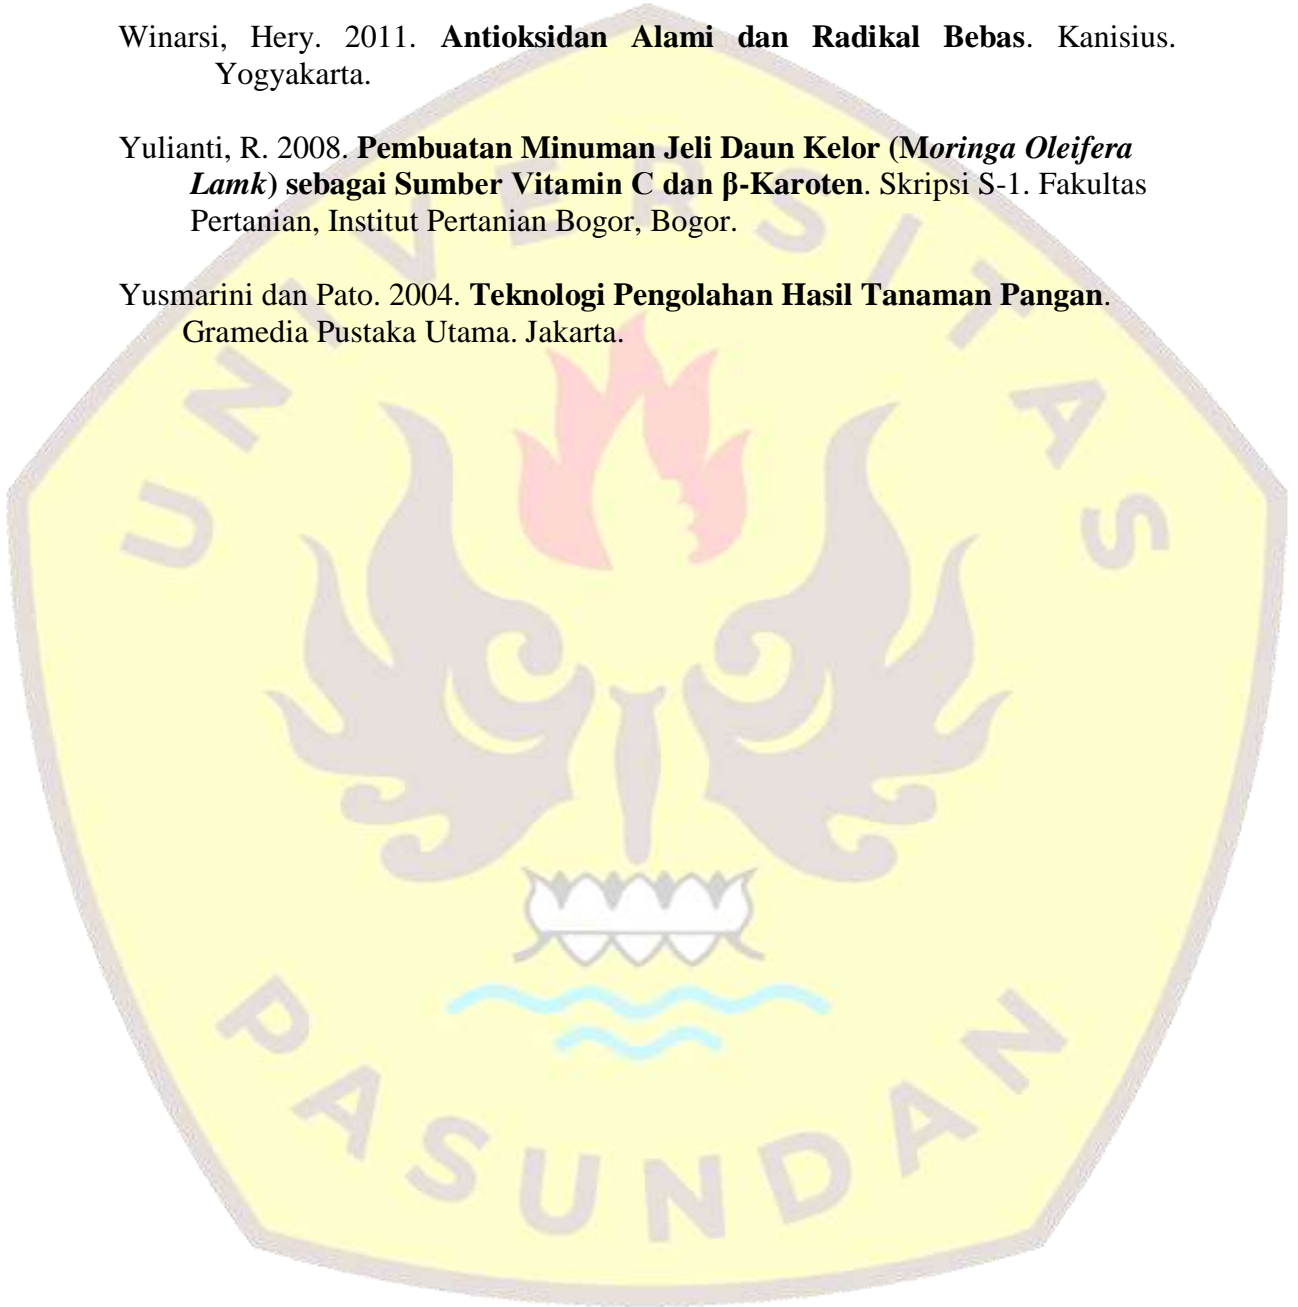 Winarsi, Hery. 2011. Antioksidan Alami dan Radikal Bebas. Kanisius.
Yogyakarta.
Yulianti, R. 2008. Pembuatan Minuman Jeli Daun Kelor (Moringa Oleifera
Lamk) sebagai Sumber Vitamin C dan β-Karoten. Skripsi S-1. Fakultas
Pertanian, Institut Pertanian Bogor, Bogor.
Yusmarini dan Pato. 2004. Teknologi Pengolahan Hasil Tanaman Pangan.
Gramedia Pustaka Utama. Jakarta.
UNIVERSITAS
PASUNDAN